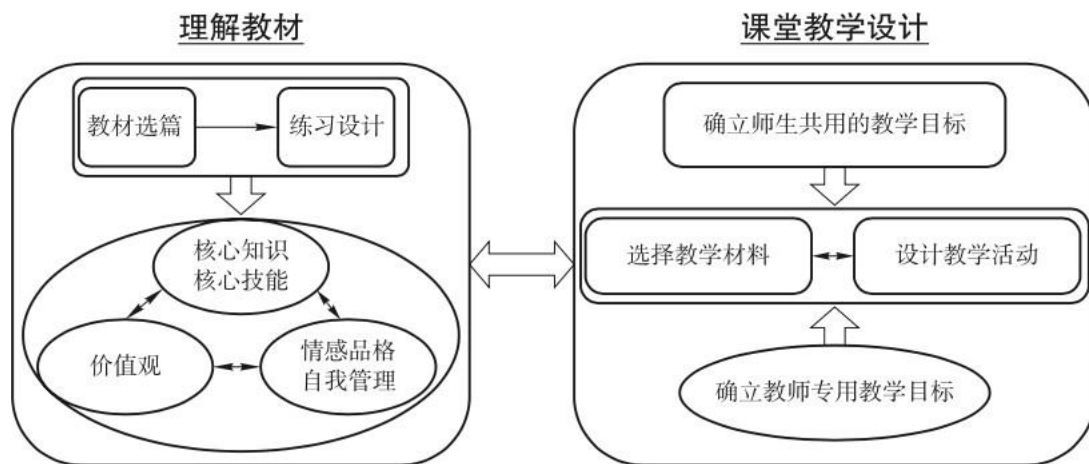 理解教材
教材选篇
练习设计
核心知识
核心技能
价值观
情感品格
自我管理
课堂教学设计
确立师生共用的教学目标
选择教学材料
设计教学活动
确立教师专用教学目标